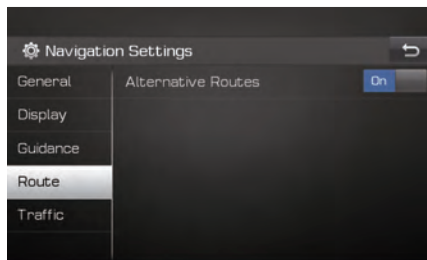 Navigation Settings
General
Alternative Routes
On
Display
Guidance
Route
Traffic